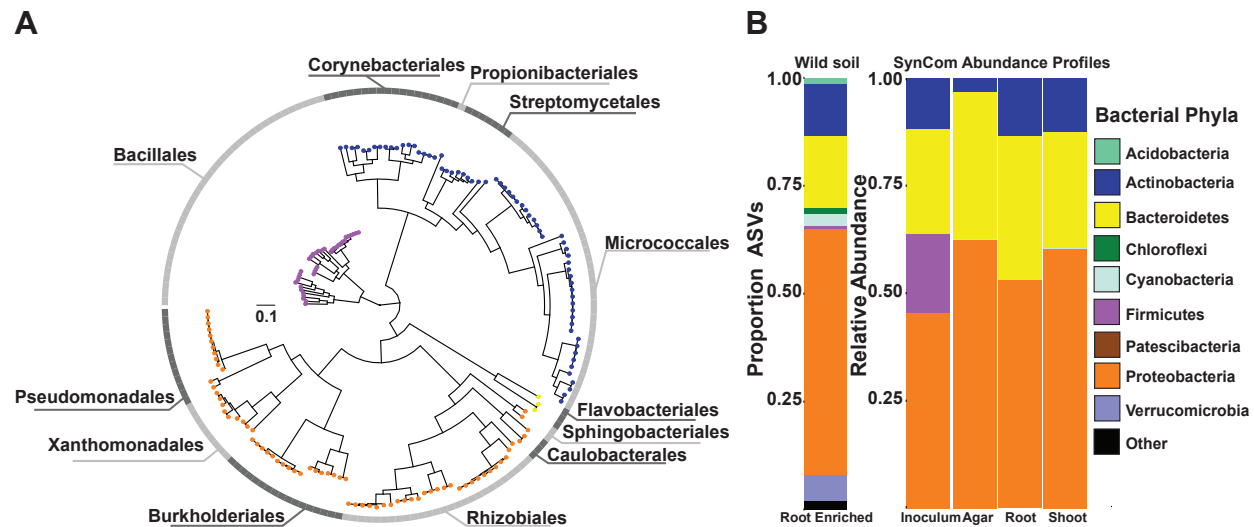 A
Corynebacteriales
Propionibacteriales
Streptomycetales
Bacillales
Micrococcales
0.1
Pseudomonadales
Xanthomonadales
Burkholderiales
Rhizobiales
Caulobacterales
Sphingobacteriales
Flavobacteriales
B
Wild soil
SynCom Abundance Profiles
Proportion ASVs
1.00
0.75
0.50
0.25
Root Enriched
Relative Abundance
1.00
0.75
0.50
0.25
Inoculum Agar Root Shoot
Bacterial Phyla
Acidobacteria
Actinobacteria
Bacteroidetes
Chloroflexi
Cyanobacteria
Firmicutes
Patescibacteria
Proteobacteria
Verrucomicrobia
Other